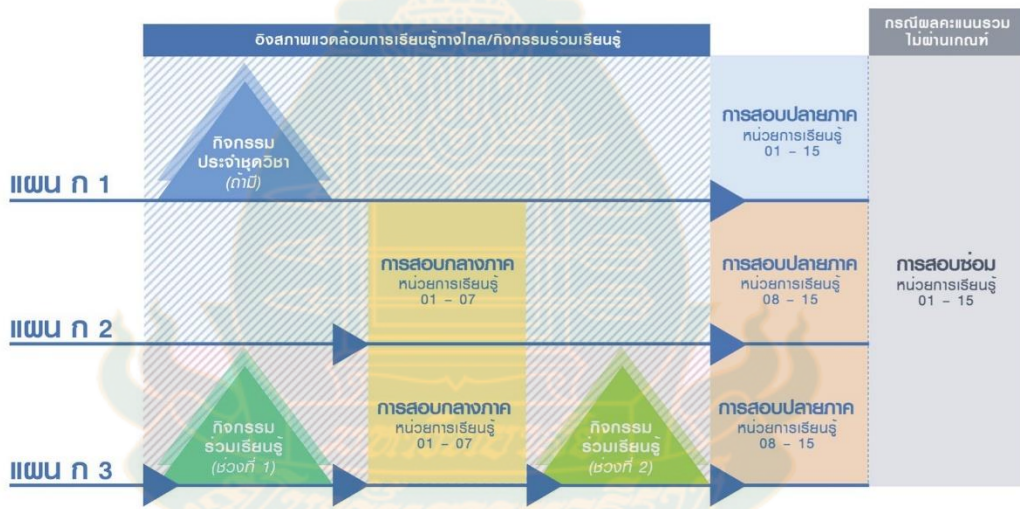 อิงสภาพแวดล้อมการเรียนรู้ทางไกล/กิจกรรมร่วมเรียนรู้
กรณีผลคะแนนรวม
ไม่ผ่านเกณฑ์
กิจกรรม
ประจำชุดวิชา
(ถ้ามี)
การสอบปลายภาค
หน่วยการเรียนรู้
01 - 15
แผน ก 1
การสอบกลางภาค
หน่วยการเรียนรู้
01 - 07
การสอบปลายภาค
หน่วยการเรียนรู้
08 - 15
การสอบซ่อม
หน่วยการเรียนรู้
01 - 15
แผน ก 2
กิจกรรม
ร่วมเรียนรู้
(ช่วงที่ 1)
การสอบกลางภาค
หน่วยการเรียนรู้
01 - 07
กิจกรรม
ร่วมเรียนรู้
(ช่วงที่ 2)
การสอบปลายภาค
หน่วยการเรียนรู้
08 - 15
แผน ก 3